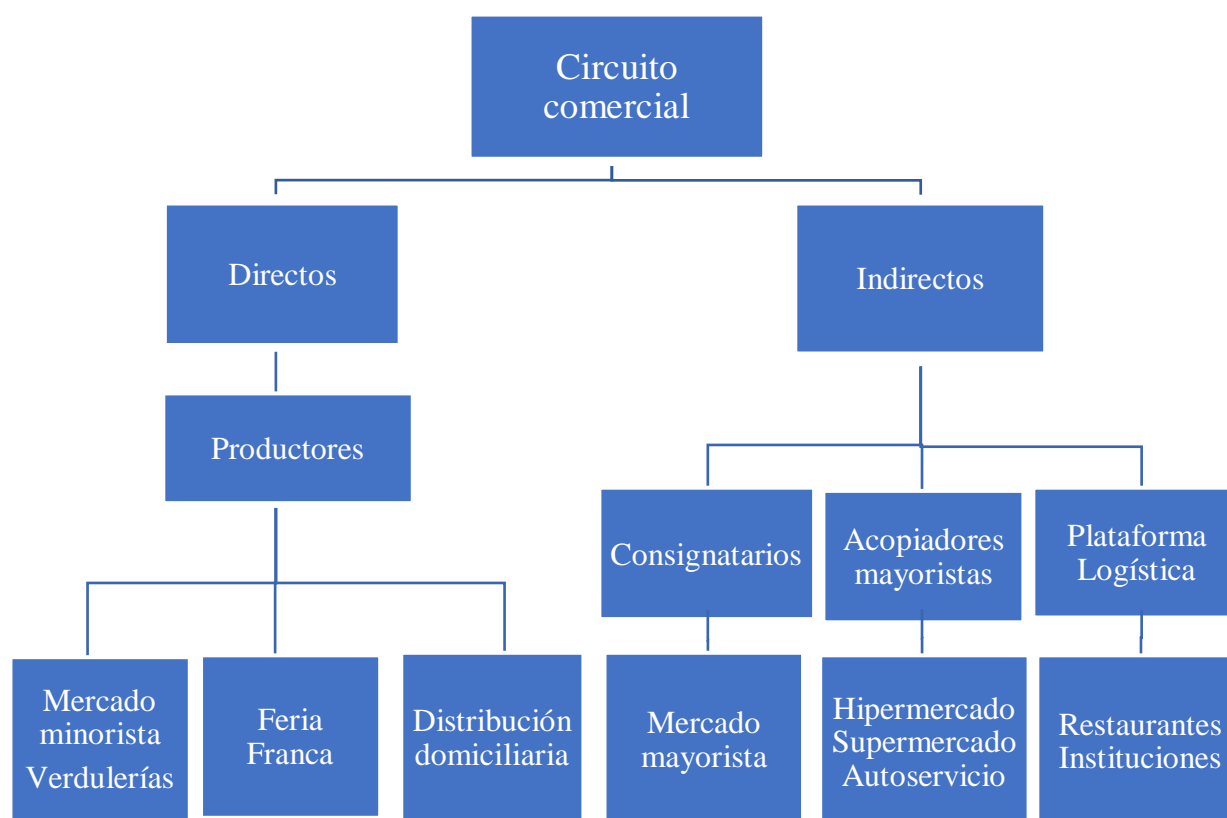 Circuito
comercial
Directos
Indirectos
Productores
Consignatarios
Acopiadores
mayoristas
Plataforma
Logística
Mercado
minorista
Verdulerías
Feria
Franca
Distribución
domiciliaria
Mercado
mayorista
Hipermercado
Supermercado
Autoservicio
Restaurantes
Instituciones